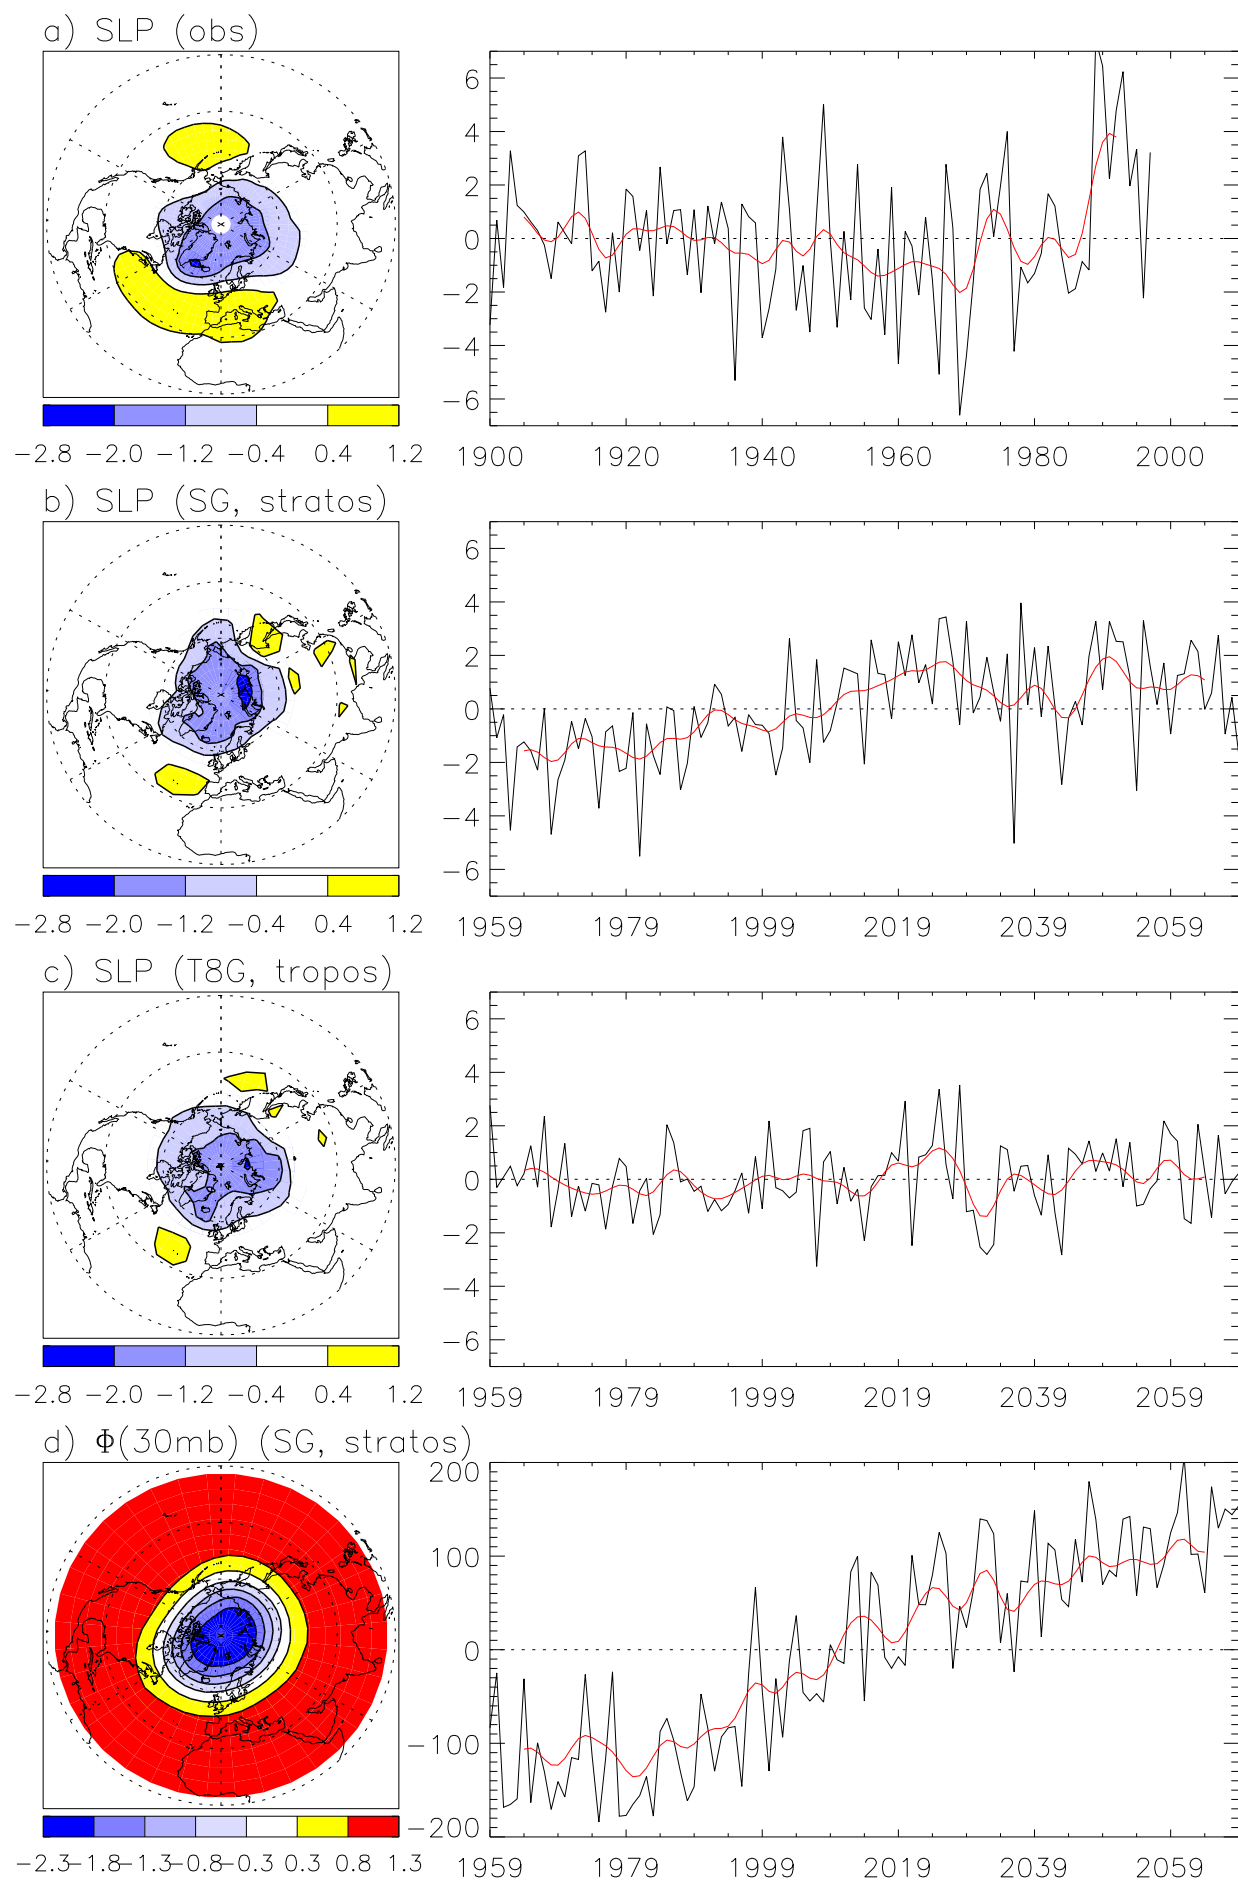 a) SLP (obs)
6
4
2
0
−2
−4
−6
−2.8 −2.0 −1.2 −0.4 0.4 1.2
1900 1920 1940 1960 1980 2000
b) SLP (SG, stratos)
6
4
2
0
−2
−4
−6
−2.8 −2.0 −1.2 −0.4 0.4 1.2
1959 1979 1999 2019 2039 2059
c) SLP (T8G, tropos)
6
4
2
0
−2
−4
−6
−2.8 −2.0 −1.2 −0.4 0.4 1.2
1959 1979 1999 2019 2039 2059
d) Φ(30mb) (SG, stratos)
200
100
0
−100
−200
−2.3 −1.8 −1.3 −0.8 −0.3 0.3 0.8 1.3
1959 1979 1999 2019 2039 2059